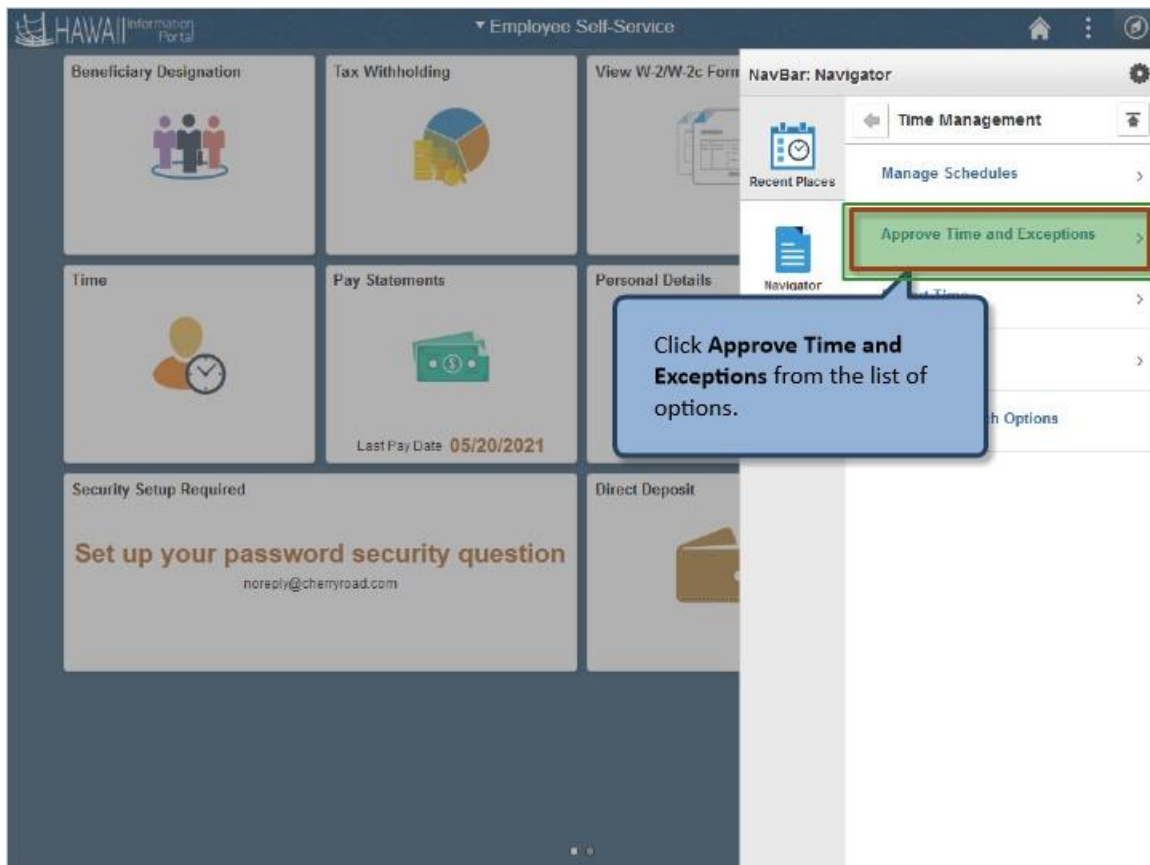 HAWAII Information Portal
Employee Self-Service
Beneficiary Designation
Tax Withholding
View W-2/W-2c Form
NavBar: Navigator
Time Management
Recent Places
Manage Schedules
Approve Time and Exceptions
Navigator
Time
Pay Statements
Personal Details
Time
Click Approve Time and
Exceptions from the list of
options.
Options
Last Pay Date 05/20/2021
Security Setup Required
Direct Deposit
Set up your password security question
noreply@cherryroad.com